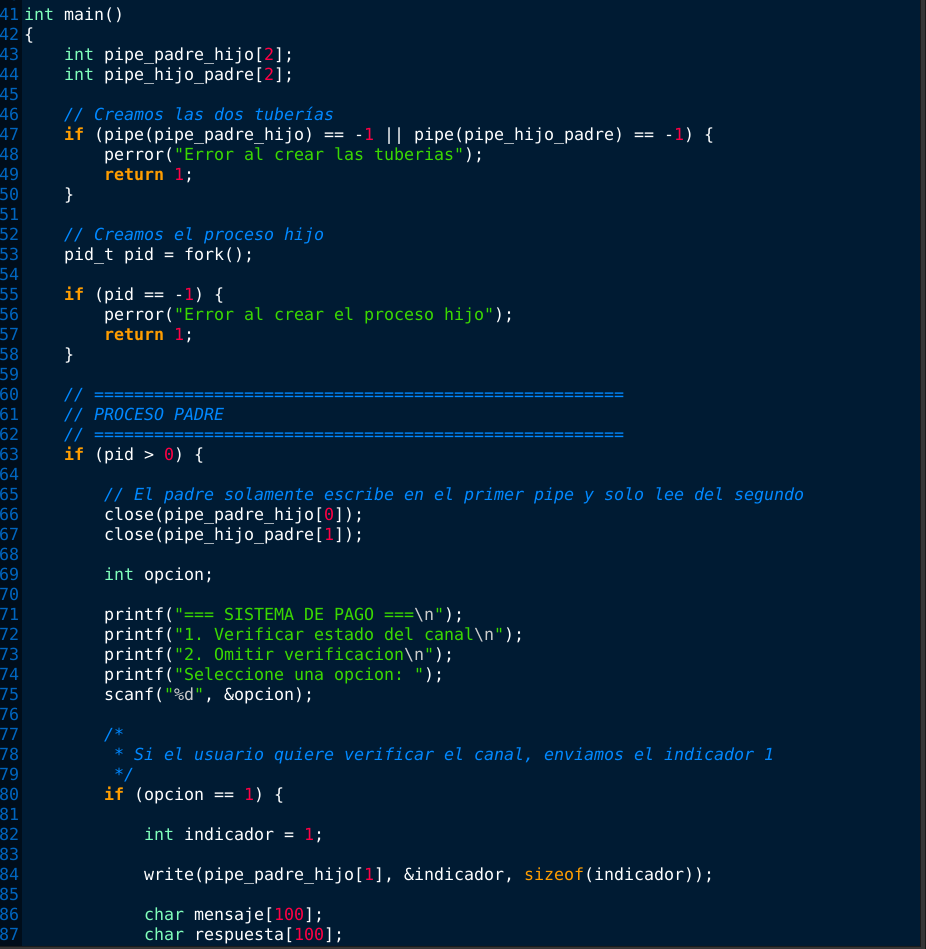 41 int main()
42 {
43     int pipe_padre_hijo[2];
44     int pipe_hijo_padre[2];
45
46     // Creamos las dos tuberías
47     if (pipe(pipe_padre_hijo) == -1 || pipe(pipe_hijo_padre) == -1) {
48         perror("Error al crear las tuberias");
49         return 1;
50     }
51
52     // Creamos el proceso hijo
53     pid_t pid = fork();
54
55     if (pid == -1) {
56         perror("Error al crear el proceso hijo");
57         return 1;
58     }
59
60     // =====================================================
61     // PROCESO PADRE
62     // =====================================================
63     if (pid > 0) {
64
65         // El padre solamente escribe en el primer pipe y solo lee del segundo
66         close(pipe_padre_hijo[0]);
67         close(pipe_hijo_padre[1]);
68
69         int opcion;
70
71         printf("=== SISTEMA DE PAGO ===\n");
72         printf("1. Verificar estado del canal\n");
73         printf("2. Omitir verificacion\n");
74         printf("Seleccione una opcion: ");
75         scanf("%d", &opcion);
76
77         /*
78          * Si el usuario quiere verificar el canal, enviamos el indicador 1
79          */
80         if (opcion == 1) {
81
82             int indicador = 1;
83
84             write(pipe_padre_hijo[1], &indicador, sizeof(indicador));
85
86             char mensaje[100];
87             char respuesta[100];